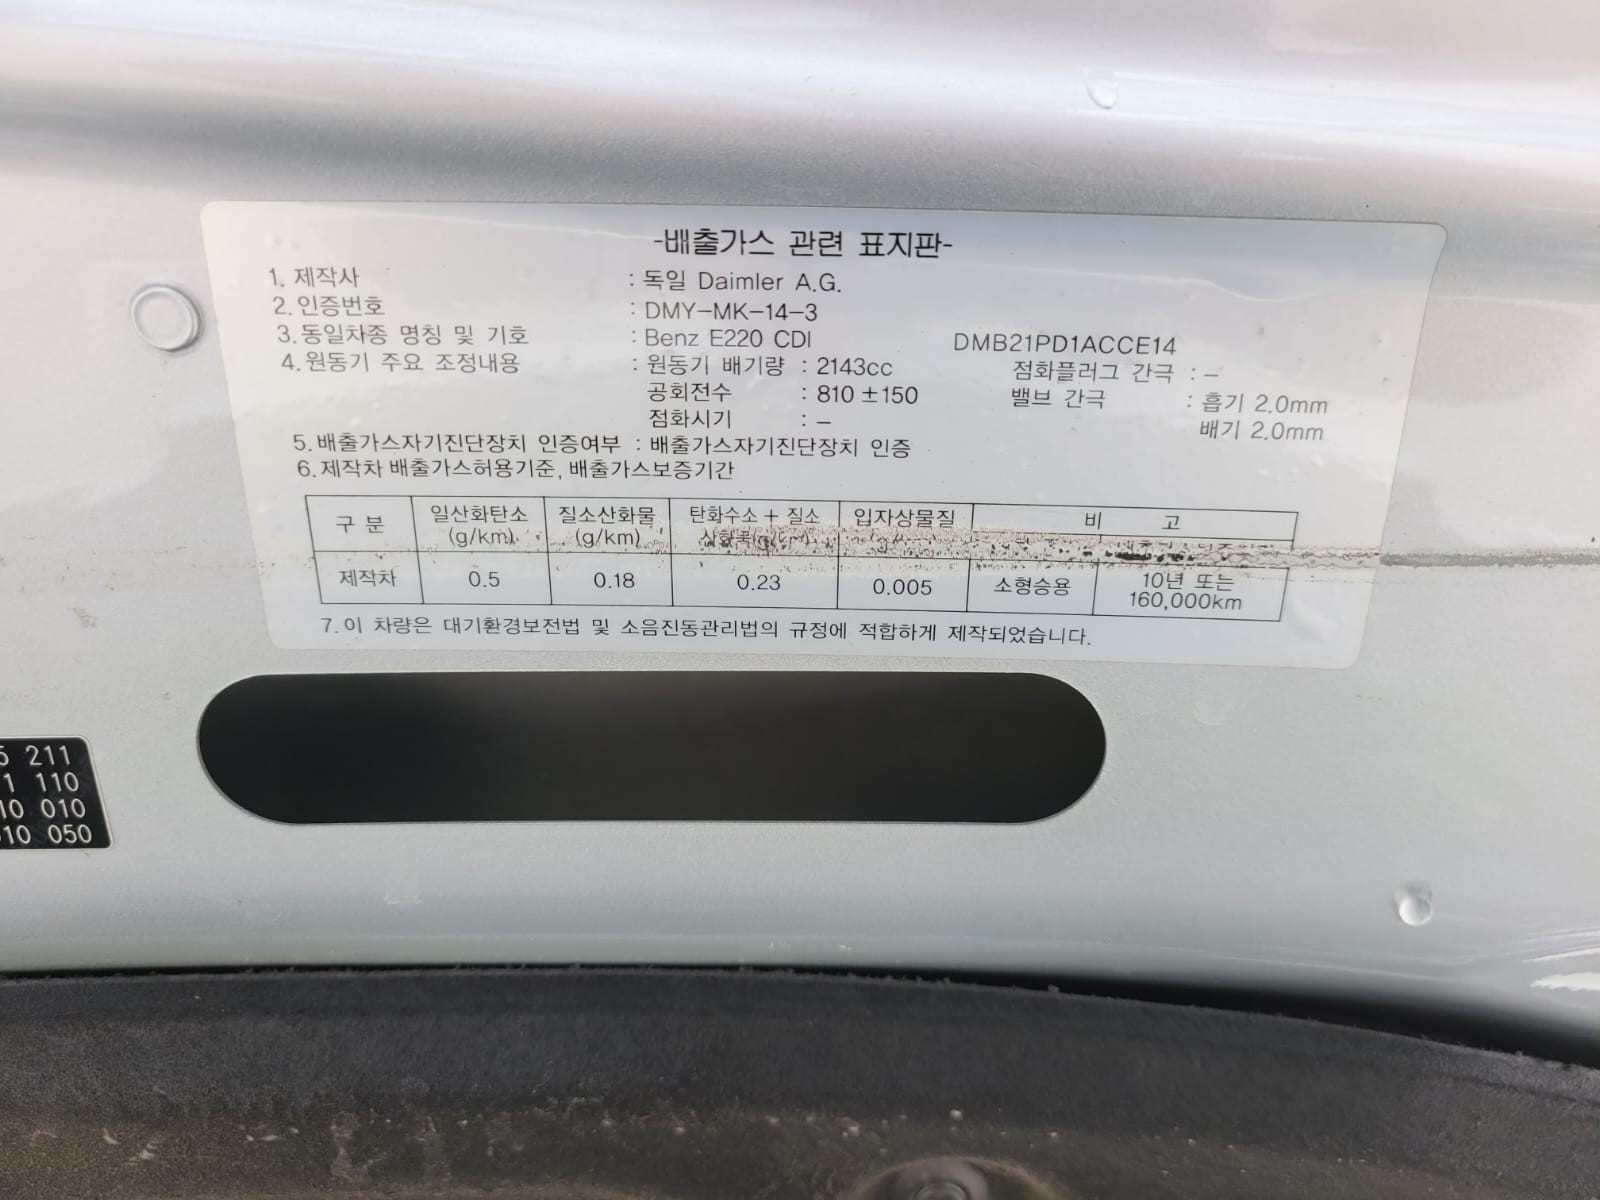 -배출가스 관련 표지판-
1. 제작사 : 독일 Daimler A.G.
2. 인증번호 : DMY-MK-14-3
3. 동일차종 명칭 및 기호 : Benz E220 CDI DMB21PD1ACCE14
4. 원동기 주요 조정내용 : 원동기 배기량 : 2143cc 점화플러그 간극 : -
공회전수 : 810 ±150 밸브 간극 : 흡기 2.0mm
점화시기 : - 배기 2.0mm
5. 배출가스자기진단장치 인증여부 : 배출가스자기진단장치 인증
6. 제작차 배출가스허용기준, 배출가스보증기간
구 분 일산화탄소 질소산화물 탄화수소 + 질소 입자상물질 비 고
(g/km) (g/km)
제작차 0.5 0.18 0.23 0.005 소형승용 10년 또는
160,000km
7. 이 차량은 대기환경보전법 및 소음진동관리법의 규정에 적합하게 제작되었습니다.
211
110
010
050